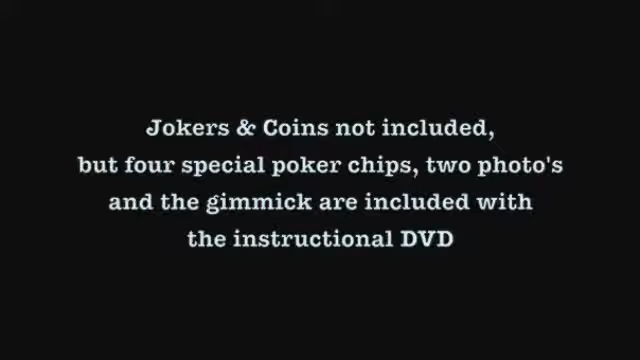 Jokers & Coins not included,
but four special poker chips, two photo's
and the gimmick are included with
the instructional DVD